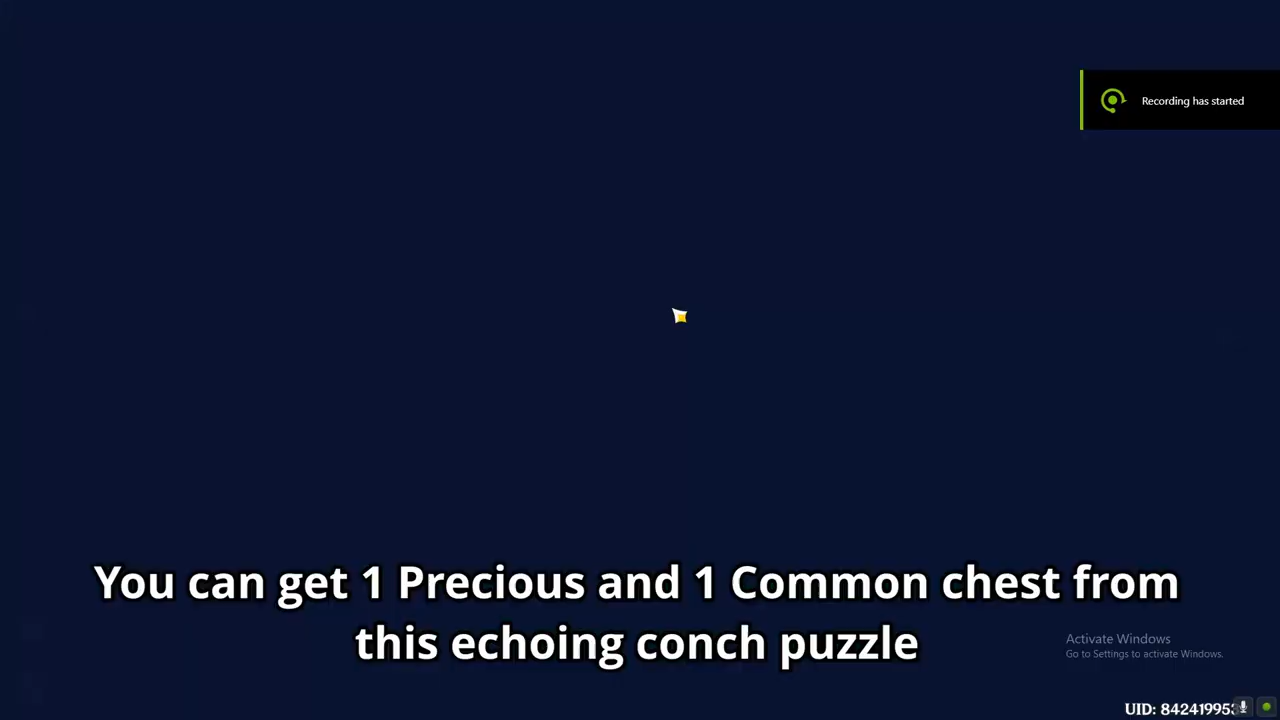 Recording has started
You can get 1 Precious and 1 Common chest from
this echoing conch puzzle
Activate Windows
Go to Settings to activate Windows.
UID: